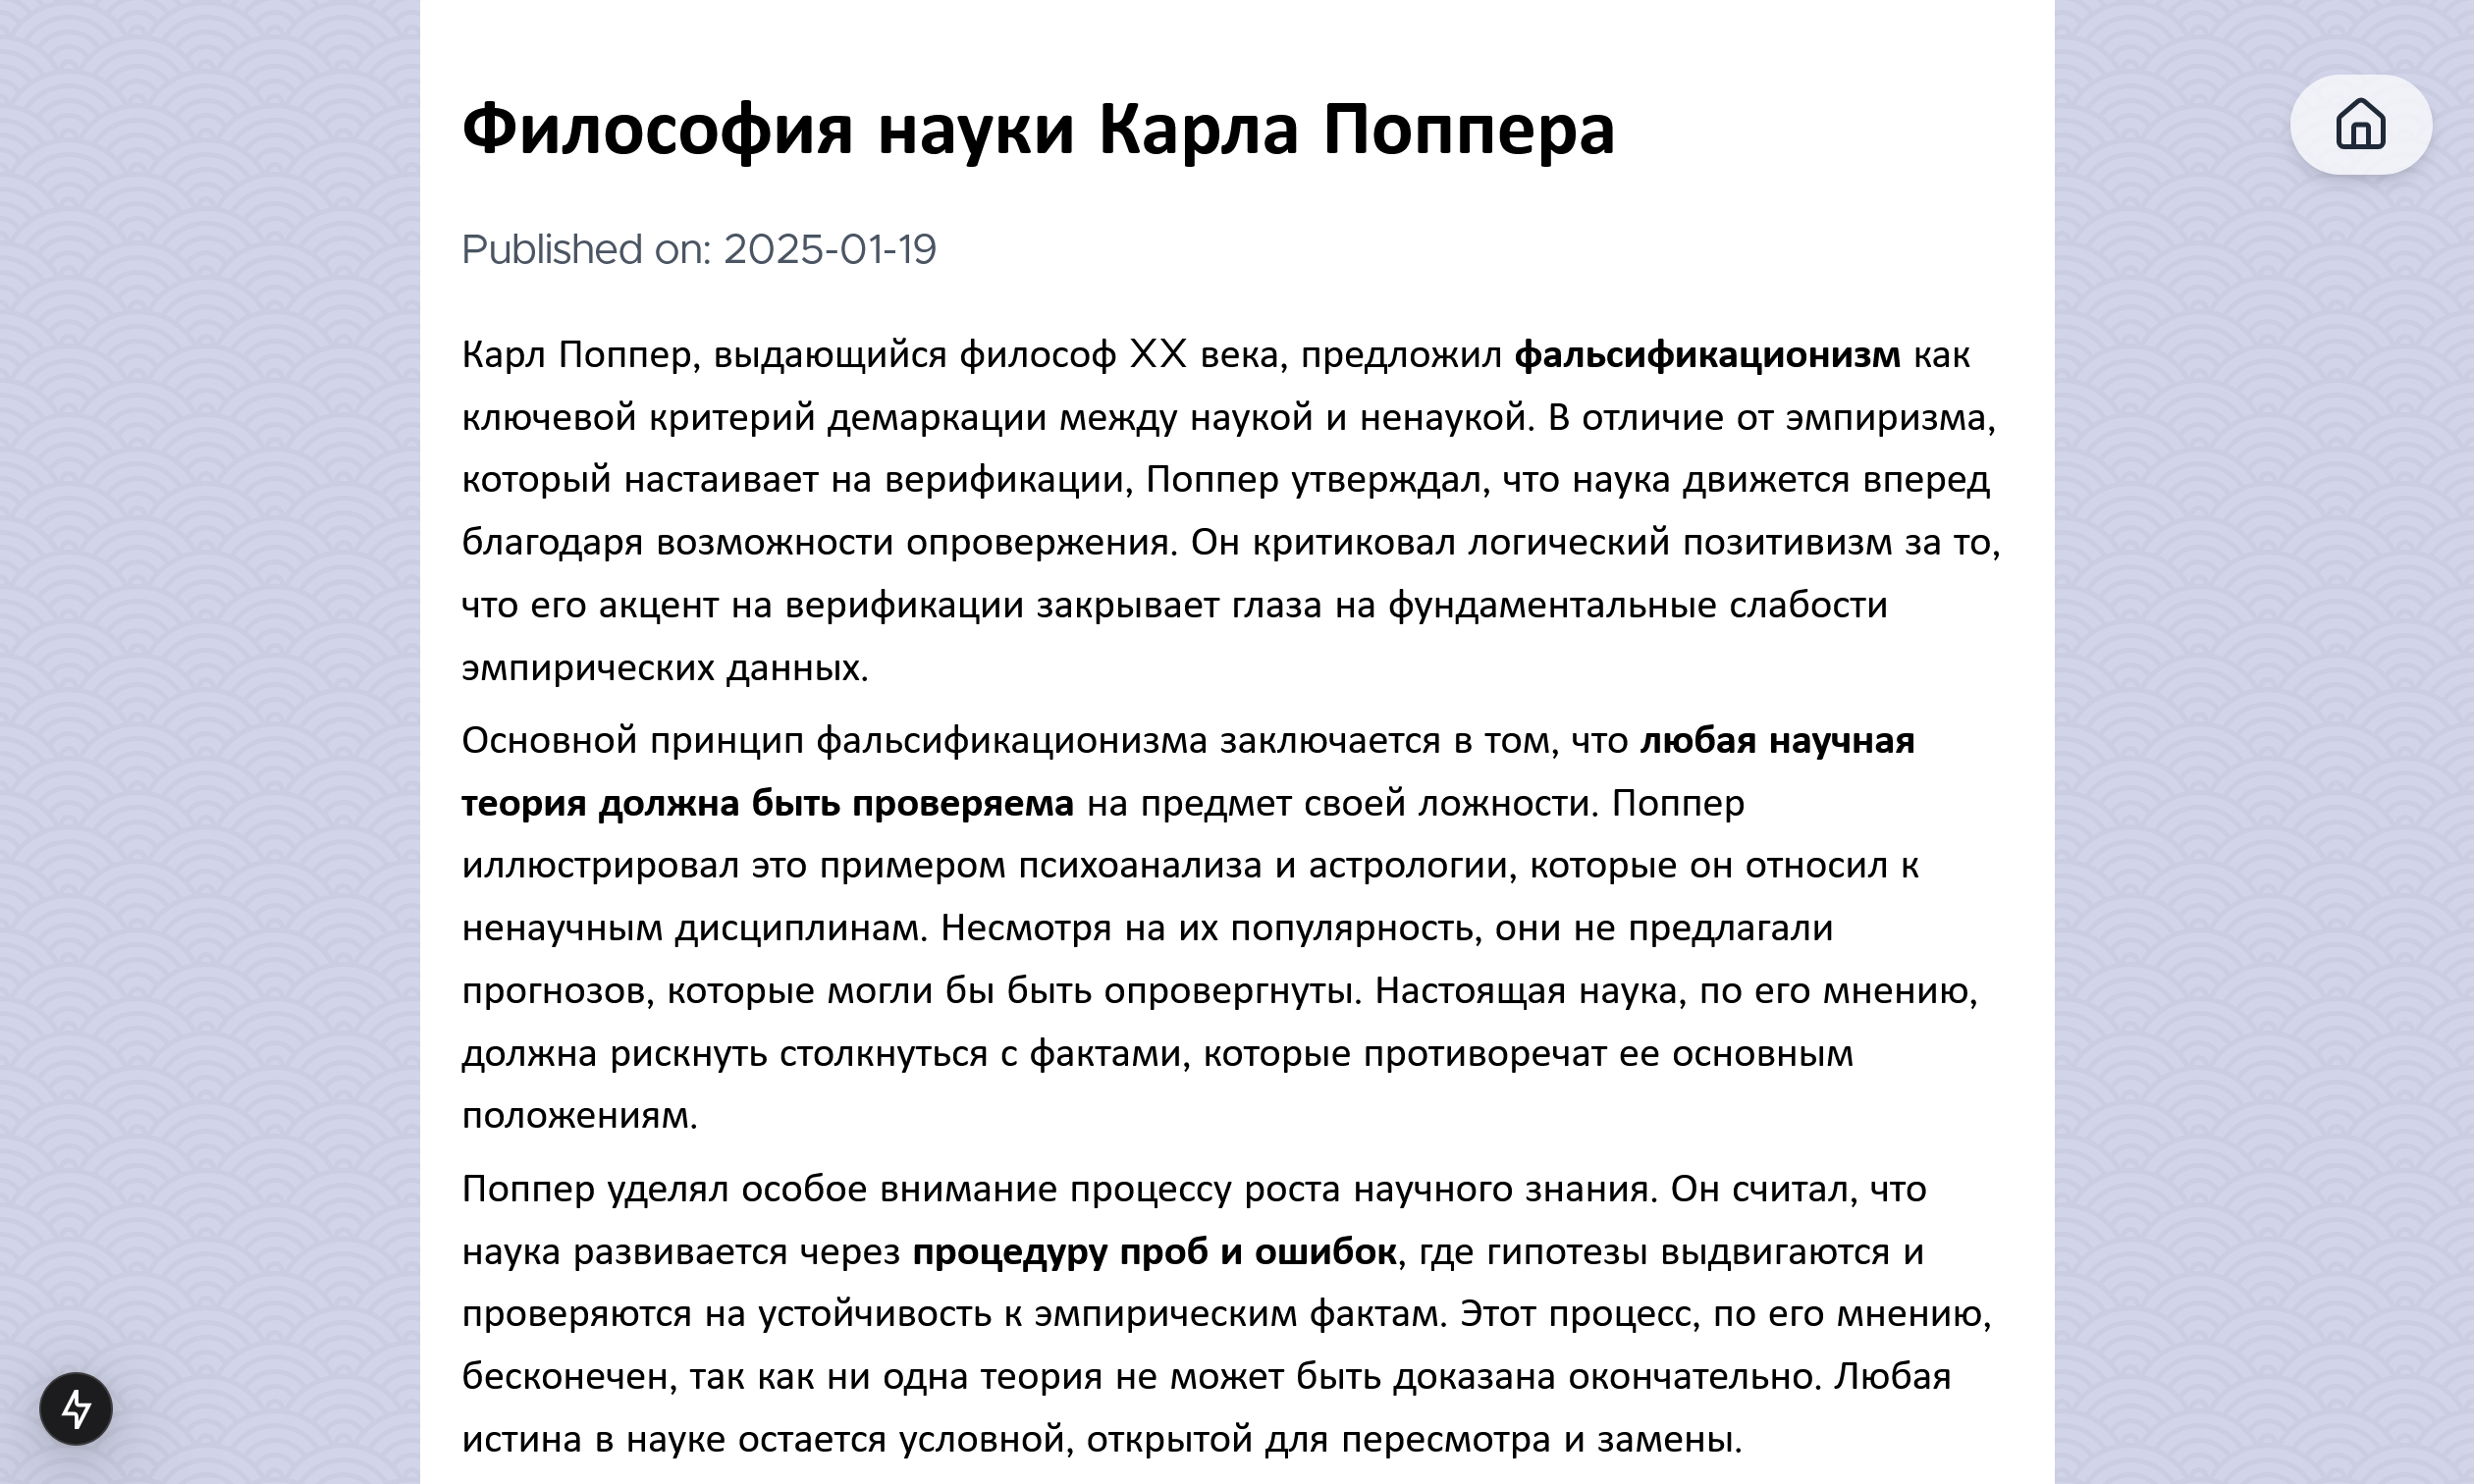 Философия науки Карла Поппера
Published on: 2025-01-19
Карл Поппер, выдающийся философ XX века, предложил фальсификационизм как
ключевой критерий демаркации между наукой и ненаукой. В отличие от эмпиризма,
который настаивает на верификации, Поппер утверждал, что наука движется вперед
благодаря возможности опровержения. Он критиковал логический позитивизм за то,
что его акцент на верификации закрывает глаза на фундаментальные слабости
эмпирических данных.
Основной принцип фальсификационизма заключается в том, что любая научная
теория должна быть проверяема на предмет своей ложности. Поппер
иллюстрировал это примером психоанализа и астрологии, которые он относил к
ненаучным дисциплинам. Несмотря на их популярность, они не предлагали
прогнозов, которые могли бы быть опровергнуты. Настоящая наука, по его мнению,
должна рискнуть столкнуться с фактами, которые противоречат ее основным
положениям.
Поппер уделял особое внимание процессу роста научного знания. Он считал, что
наука развивается через процедуру проб и ошибок, где гипотезы выдвигаются и
проверяются на устойчивость к эмпирическим фактам. Этот процесс, по его мнению,
бесконечен, так как ни одна теория не может быть доказана окончательно. Любая
истина в науке остается условной, открытой для пересмотра и замены.